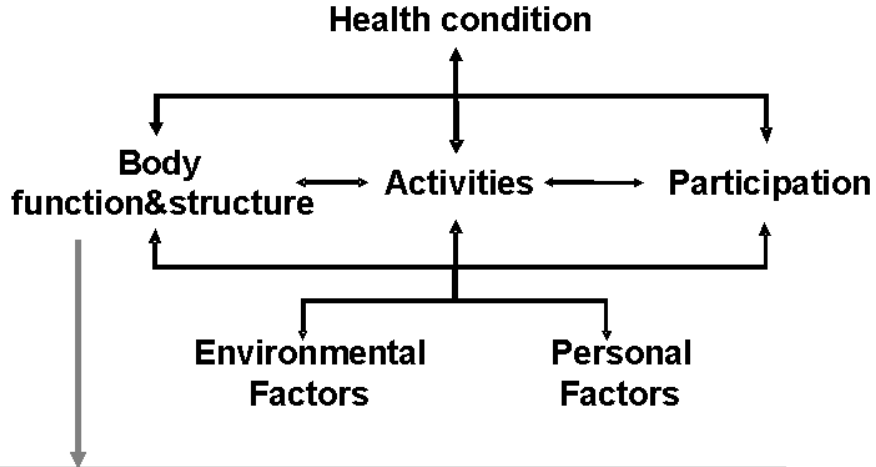 Health condition
Body
function&structure
Activities
Participation
Environmental
Factors
Personal
Factors